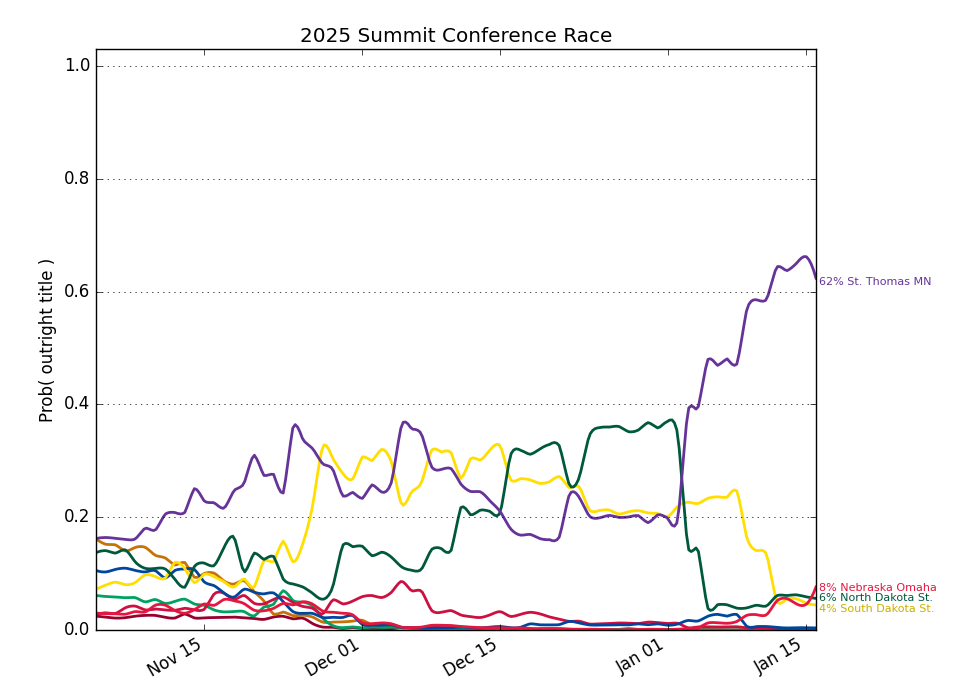 2025 Summit Conference Race
Prob( outright title )
1.0
0.8
0.6
0.4
0.2
0.0
62% St. Thomas MN
8% Nebraska Omaha
6% North Dakota St.
4% South Dakota St.
Nov 15
Dec 01
Dec 15
Jan 01
Jan 15